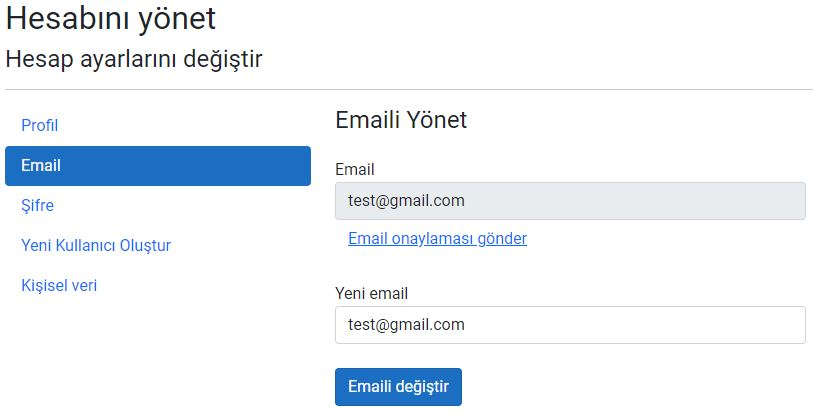 Hesabını yönet
Hesap ayarlarını değiştir
Profil
Email
Şifre
Yeni Kullanıcı Oluştur
Kişisel veri
Emaili Yönet
Email
test@gmail.com
Email onaylaması gönder
Yeni email
test@gmail.com
Emaili değiştir